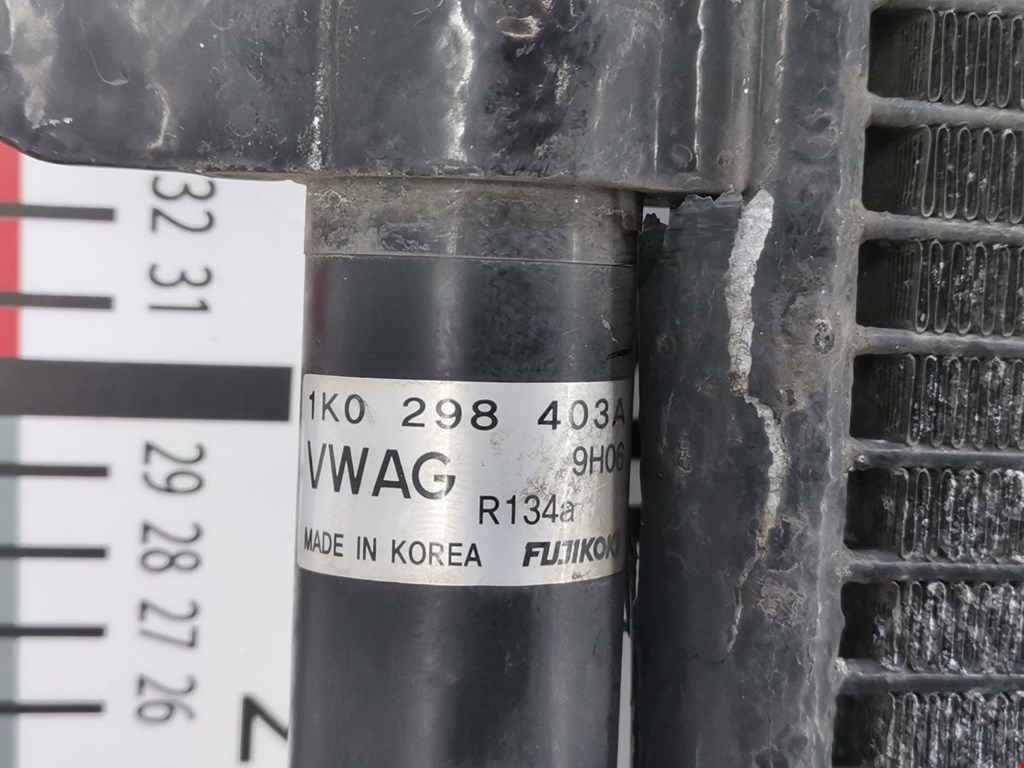 32
31
1K0 298 403A
VWAG 9H06
R134a
MADE IN KOREA FUJIKOKI
29
28
27
26